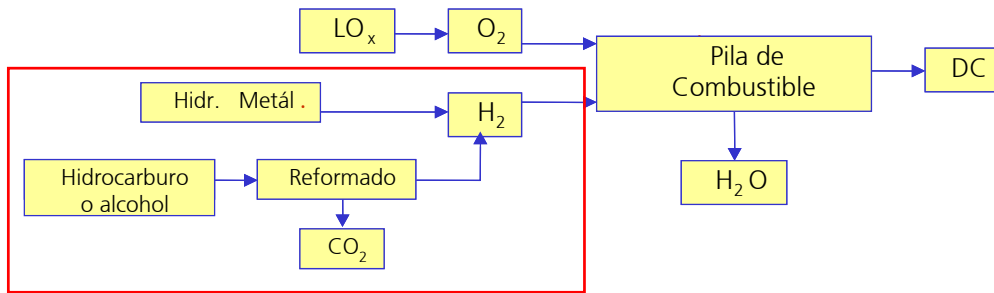 LOx
O2
Pila de
Combustible
DC
Hidr. Metál.
H2
Hidrocarburo
o alcohol
Reformado
H2O
CO2